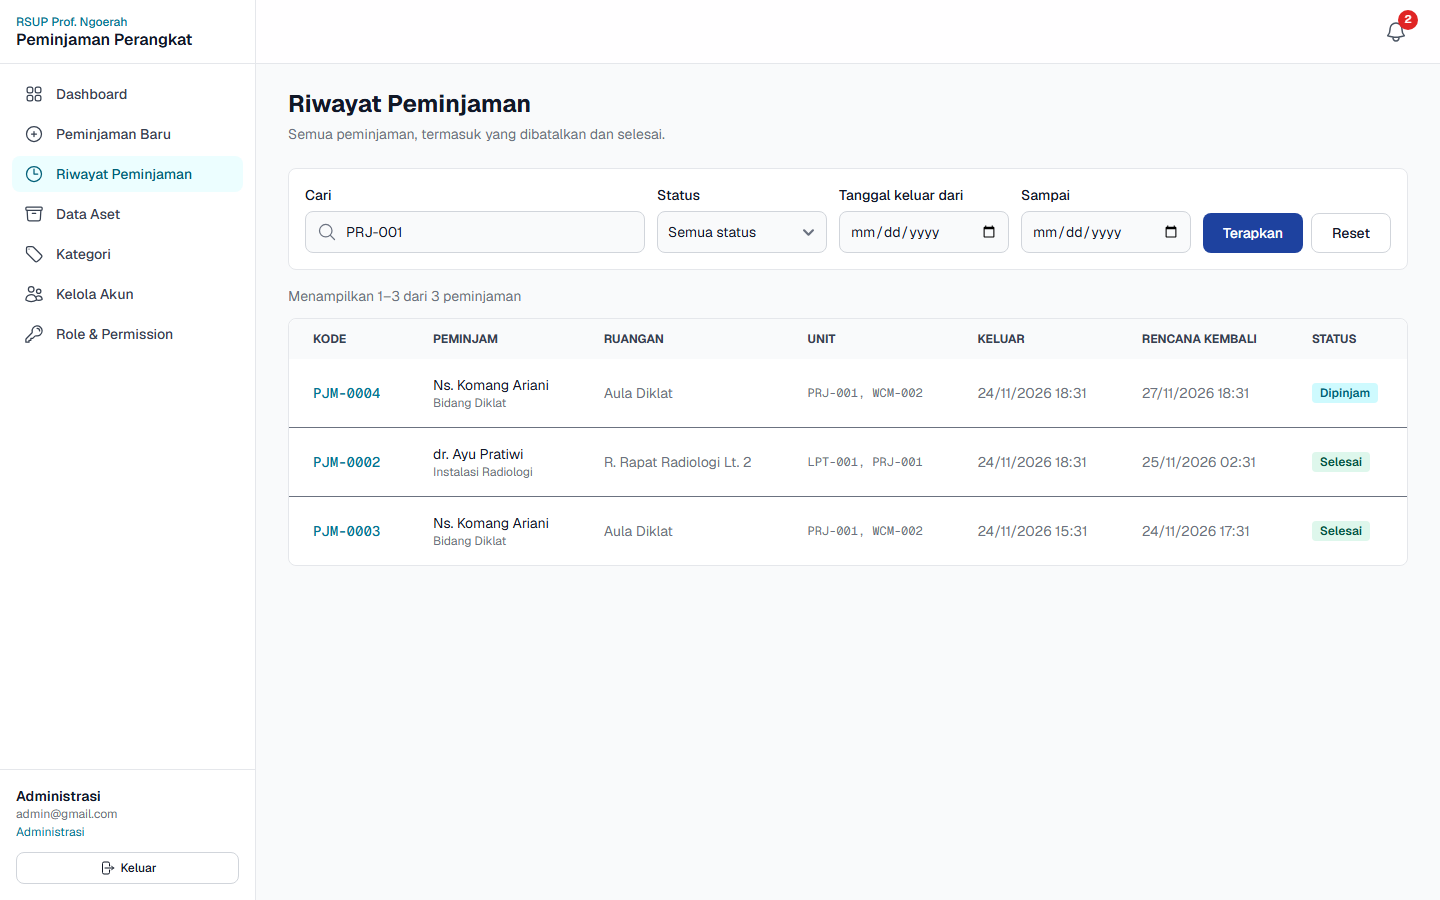 RSUP Prof. Ngoerah
Peminjaman Perangkat
2
Dashboard
Peminjaman Baru
Riwayat Peminjaman
Data Aset
Kategori
Kelola Akun
Role & Permission
Administrasi
admin@gmail.com
Administrasi
Keluar
Riwayat Peminjaman
Semua peminjaman, termasuk yang dibatalkan dan selesai.
Cari Status Tanggal keluar dari Sampai
PRJ-001 Semua status mm/dd/yyyy mm/dd/yyyy Terapkan Reset
Menampilkan 1–3 dari 3 peminjaman
KODE PEMINJAM RUANGAN UNIT KELUAR RENCANA KEMBALI STATUS
PJM-0004 Ns. Komang Ariani Aula Diklat PRJ-001, WCM-002 24/11/2026 18:31 27/11/2026 18:31 Dipinjam
Bidang Diklat
PJM-0002 dr. Ayu Pratiwi R. Rapat Radiologi Lt. 2 LPT-001, PRJ-001 24/11/2026 18:31 25/11/2026 02:31 Selesai
Instalasi Radiologi
PJM-0003 Ns. Komang Ariani Aula Diklat PRJ-001, WCM-002 24/11/2026 15:31 24/11/2026 17:31 Selesai
Bidang Diklat